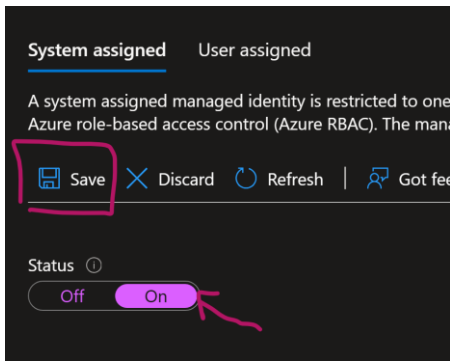 System assigned User assigned
A system assigned managed identity is restricted to one
Azure role-based access control (Azure RBAC). The mana
Save Discard Refresh | Got fee
Status
Off On